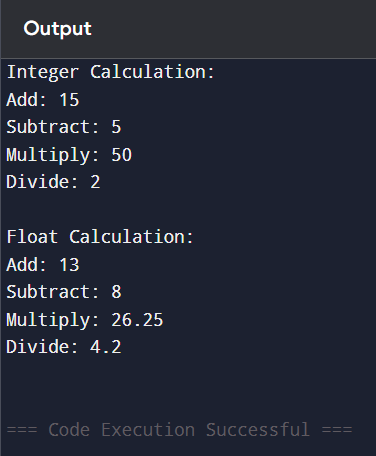 Output
Integer Calculation:
Add: 15
Subtract: 5
Multiply: 50
Divide: 2
Float Calculation:
Add: 13
Subtract: 8
Multiply: 26.25
Divide: 4.2
=== Code Execution Successful ===